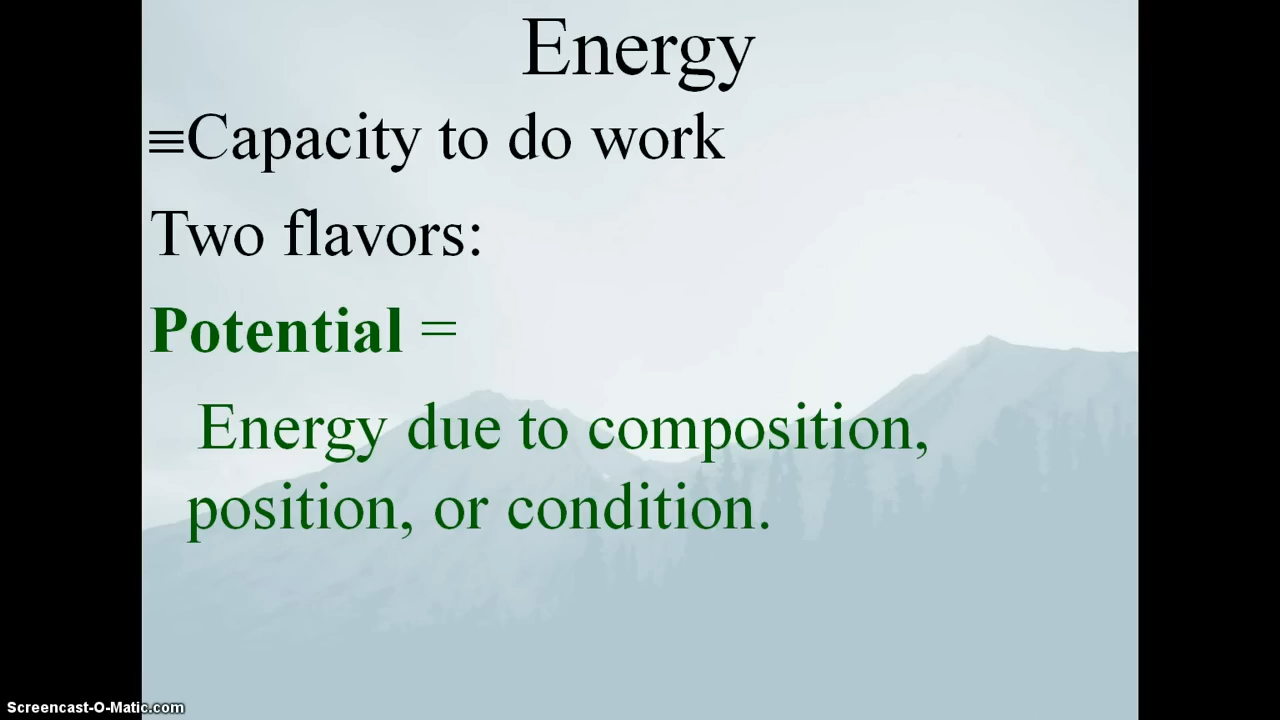 Energy
≡Capacity to do work
Two flavors:
Potential =
Energy due to composition,
position, or condition.
Screencast-O-Matic.com